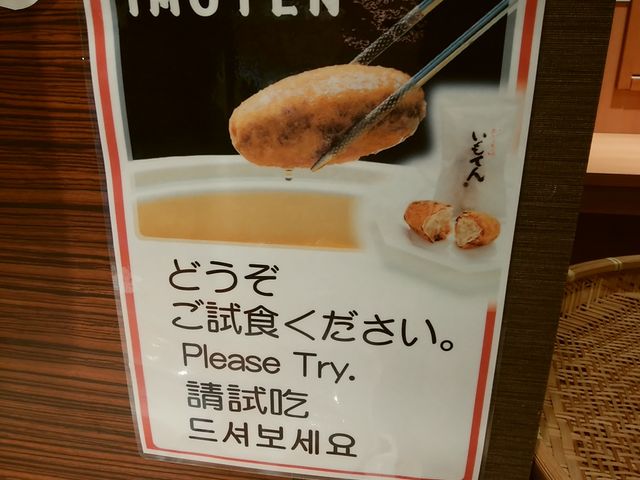 IMOTEN
いもてん
どうぞ
ご試食ください。
Please Try.
請試吃
드셔보세요